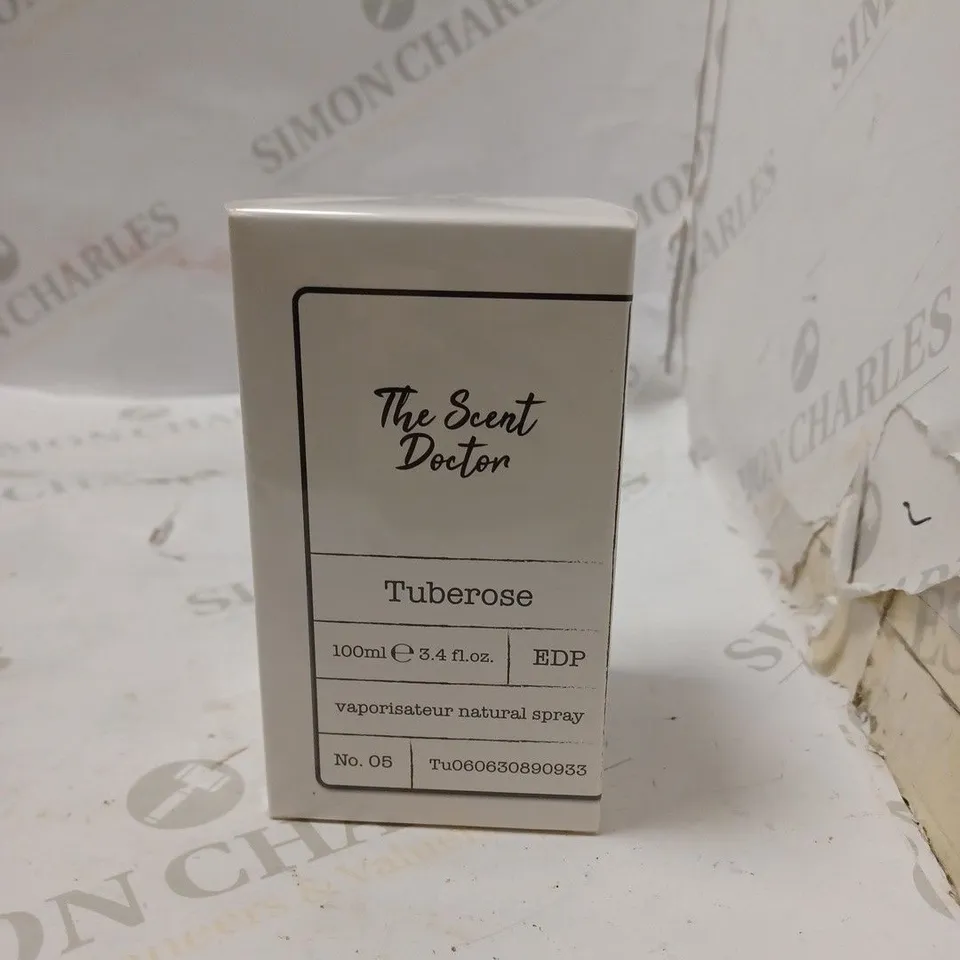 SIMON CHARLES
The Scent
Doctor
Tuberose
100ml ℮ 3.4 fl.oz.
EDP
vaporisateur natural spray
No. 05
Tu060630890933